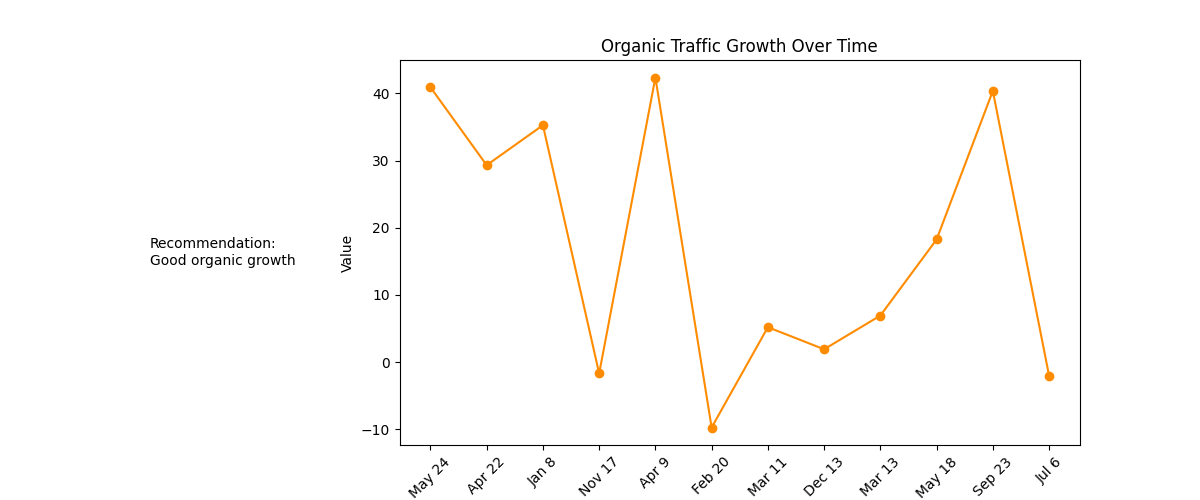 Organic Traffic Growth Over Time
Recommendation:
Good organic growth
Value
40
30
20
10
0
−10
May 24
Apr 22
Jan 8
Nov 17
Apr 9
Feb 20
Mar 11
Dec 13
Mar 13
May 18
Sep 23
Jul 6